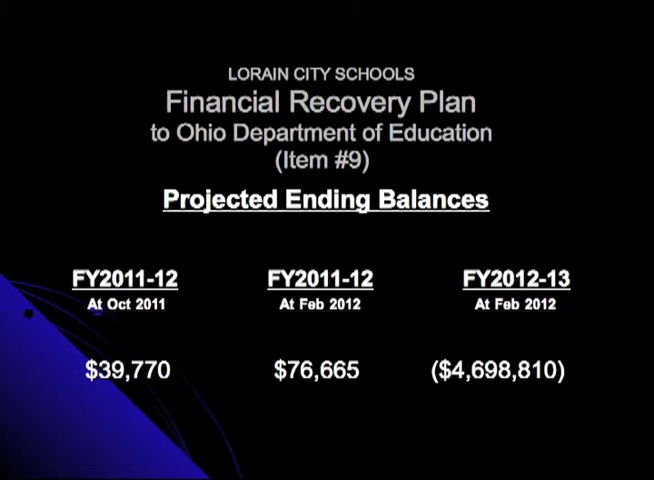 LORAIN CITY SCHOOLS
Financial Recovery Plan
to Ohio Department of Education
(Item #9)
Projected Ending Balances
FY2011-12 FY2011-12 FY2012-13
At Oct 2011 At Feb 2012 At Feb 2012
$39,770 $76,665 ($4,698,810)